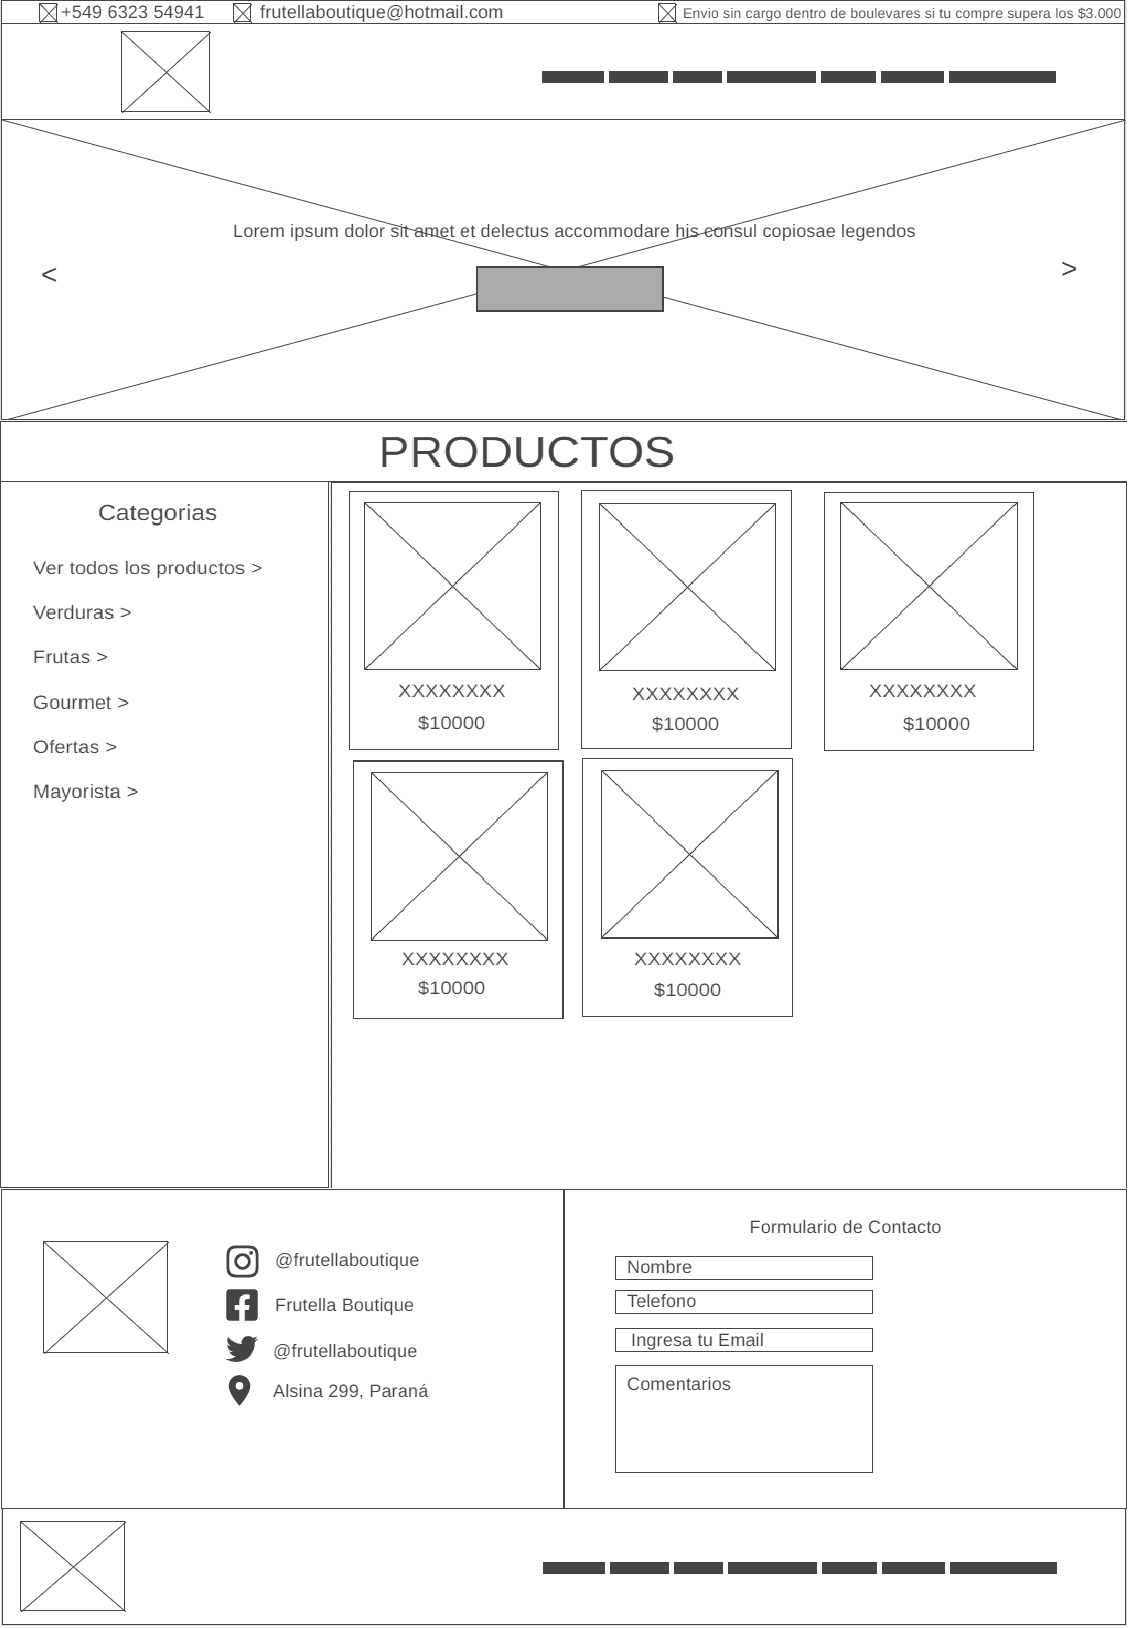 +549 6323 54941
frutellaboutique@hotmail.com
Envio sin cargo dentro de boulevares si tu compre supera los $3.000
Lorem ipsum dolor sit amet et delectus accommodare his consul copiosae legendos
<
>
PRODUCTOS
Categorias
Ver todos los productos >
Verduras >
Frutas >
Gourmet >
Ofertas >
Mayorista >
XXXXXXXX
$10000
XXXXXXXX
$10000
XXXXXXXX
$10000
XXXXXXXX
$10000
XXXXXXXX
$10000
@frutellaboutique
Frutella Boutique
@frutellaboutique
Alsina 299, Paraná
Formulario de Contacto
Nombre
Telefono
Ingresa tu Email
Comentarios